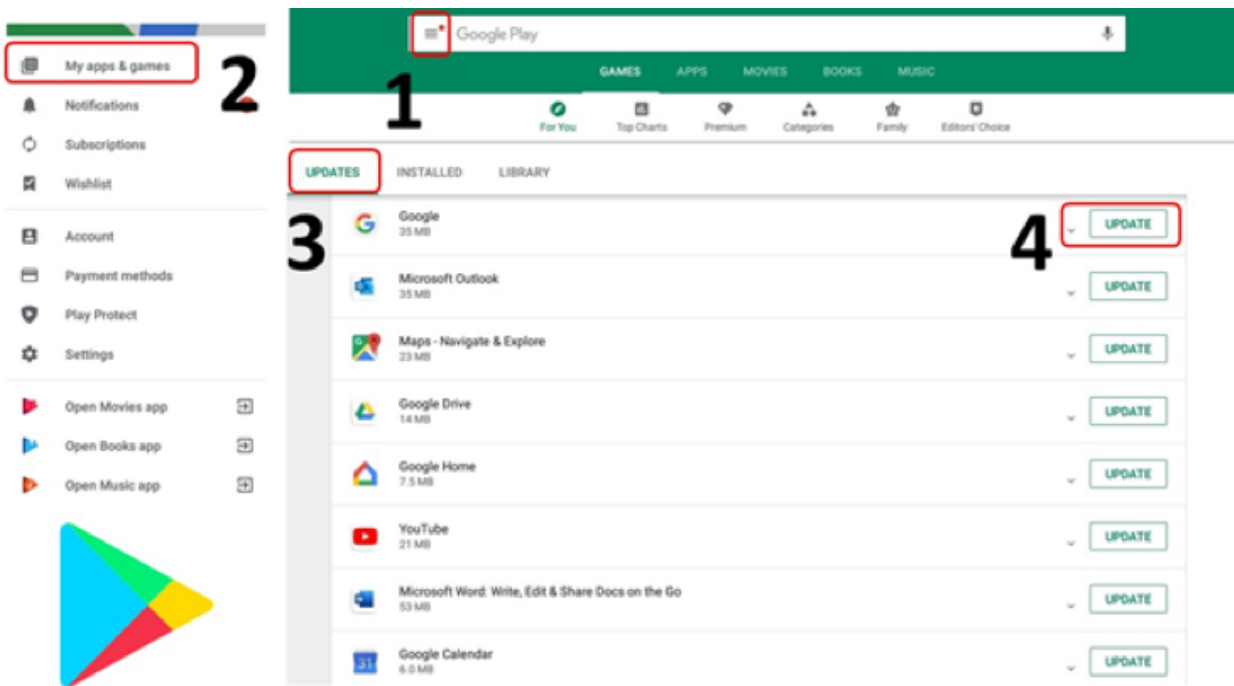 My apps & games
2
Notifications
Subscriptions
Wishlist
Account
Payment methods
Play Protect
Settings
Open Movies app
Open Books app
Open Music app
Google Play
1
GAMES APPS MOVIES BOOKS MUSIC
For You Top Charts Premium Categories Family Editors' Choice
UPDATES INSTALLED LIBRARY
3
4
Google
35 MB
UPDATE
Microsoft Outlook
35 MB
UPDATE
Maps - Navigate & Explore
23 MB
UPDATE
Google Drive
14 MB
UPDATE
Google Home
7.5 MB
UPDATE
YouTube
21 MB
UPDATE
Microsoft Word: Write, Edit & Share Docs on the Go
53 MB
UPDATE
31
Google Calendar
6.0 MB
UPDATE